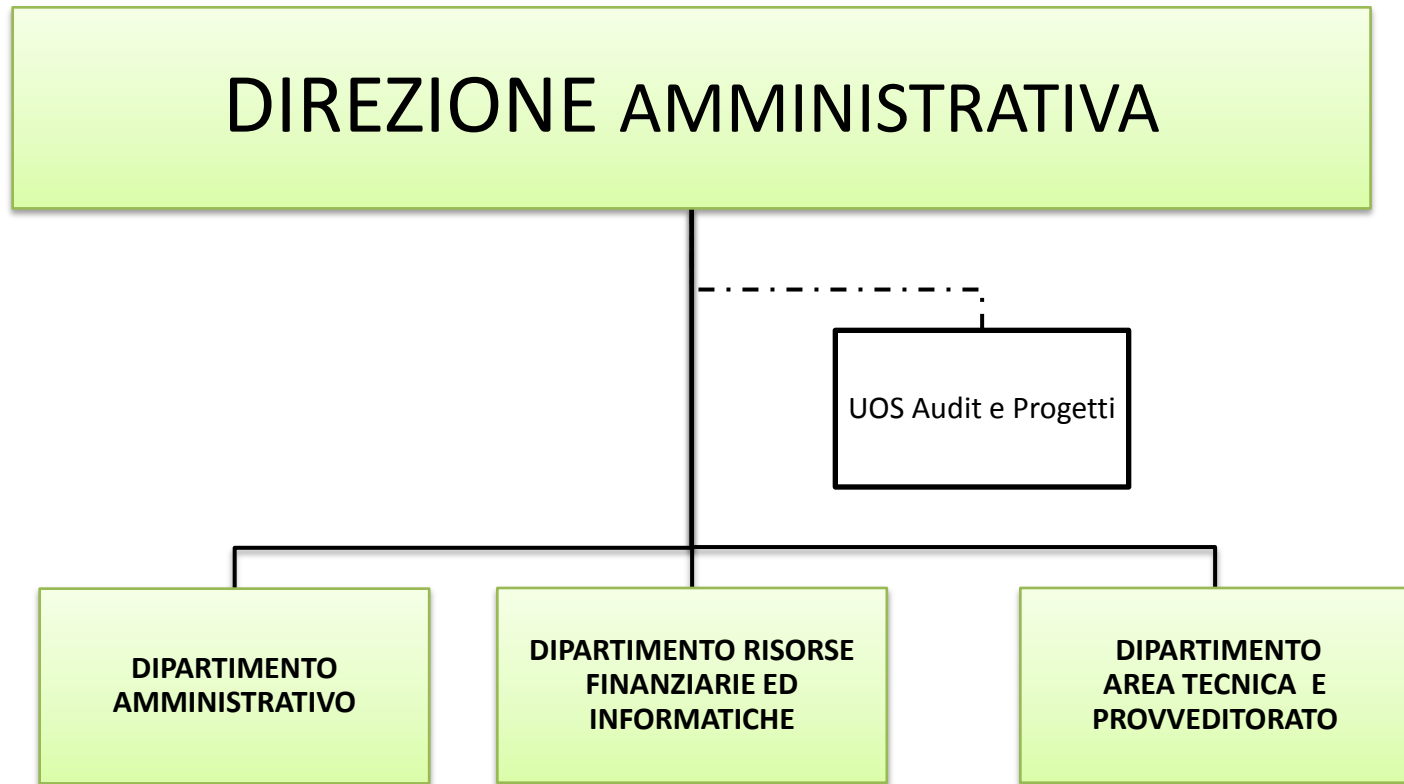 DIREZIONE AMMINISTRATIVA
UOS Audit e Progetti
DIPARTIMENTO
AMMINISTRATIVO
DIPARTIMENTO RISORSE
FINANZIARIE ED
INFORMATICHE
DIPARTIMENTO
AREA TECNICA E
PROVVEDITORATO